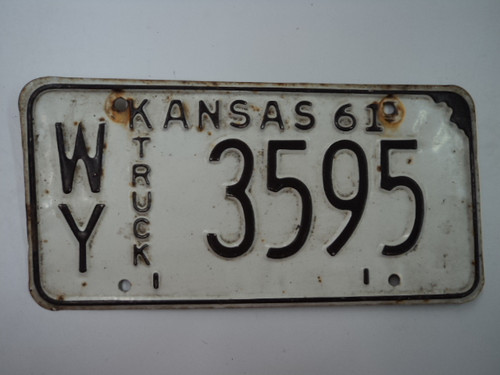 KANSAS 61
WY TRUCK 3595